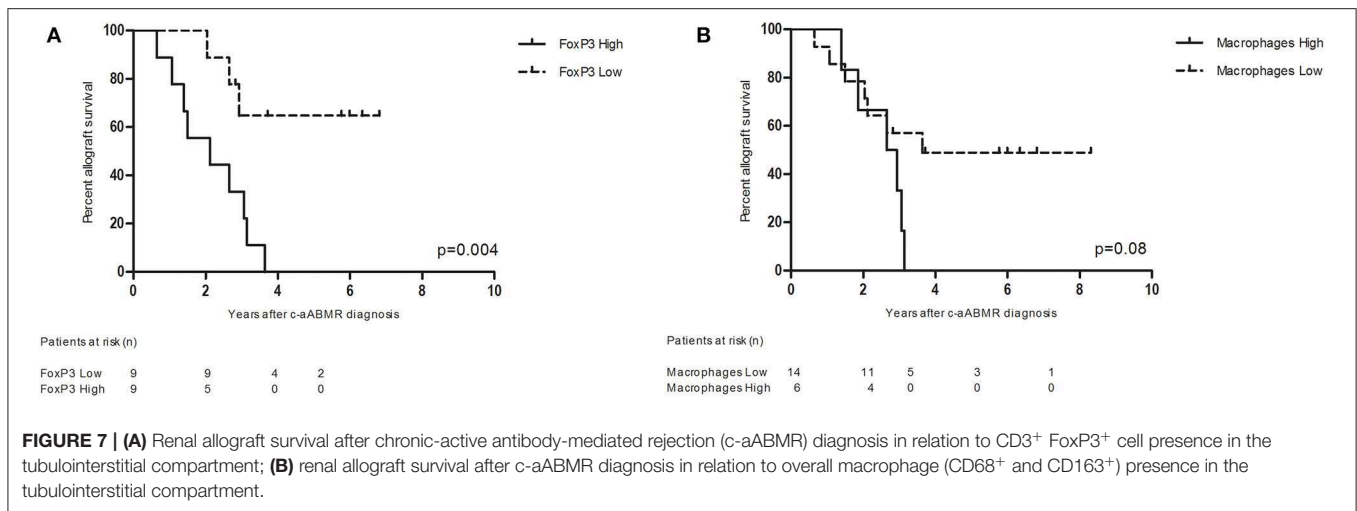 A
100
80
60
40
20
0
Percent allograft survival
0 2 4 6 8 10
Years after c-aABMR diagnosis
FoxP3 High
FoxP3 Low
p=0.004
Patients at risk (n)
FoxP3 Low 9 9 4 2
FoxP3 High 9 5 0 0
B
100
80
60
40
20
0
Percent allograft survival
0 2 4 6 8 10
Years after c-aABMR diagnosis
Macrophages High
Macrophages Low
p=0.08
Patients at risk (n)
Macrophages Low 14 11 5 3 1
Macrophages High 6 4 0 0 0
FIGURE 7 | (A) Renal allograft survival after chronic-active antibody-mediated rejection (c-aABMR) diagnosis in relation to CD3⁺ FoxP3⁺ cell presence in the
tubulointerstitial compartment; (B) renal allograft survival after c-aABMR diagnosis in relation to overall macrophage (CD68⁺ and CD163⁺) presence in the
tubulointerstitial compartment.